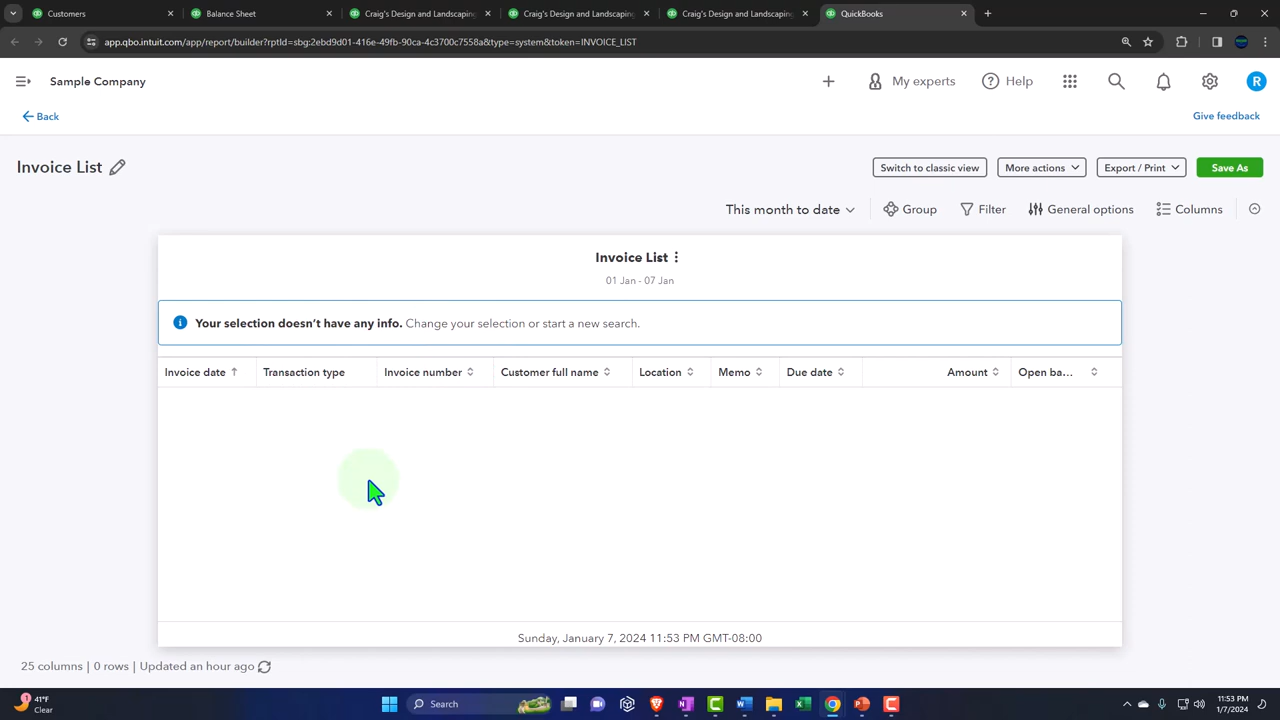 Customers
Balance Sheet
Craig's Design and Landscaping
Craig's Design and Landscaping
Craig's Design and Landscaping
QuickBooks
app.qbo.intuit.com/app/report/builder?rptId=sbg:2ebd9d01-416e-49fb-90ca-4c3700c7558a&type=system&token=INVOICE_LIST
Sample Company
My experts
Help
R
Back
Give feedback
Invoice List
Switch to classic view
More actions
Export / Print
Save As
This month to date
Group
Filter
General options
Columns
Invoice List
01 Jan - 07 Jan
Your selection doesn't have any info. Change your selection or start a new search.
Invoice date Transaction type Invoice number Customer full name Location Memo Due date Amount Open ba...
Sunday, January 7, 2024 11:53 PM GMT-08:00
25 columns | 0 rows | Updated an hour ago
41°F
Clear
Search
11:53 PM
1/7/2024